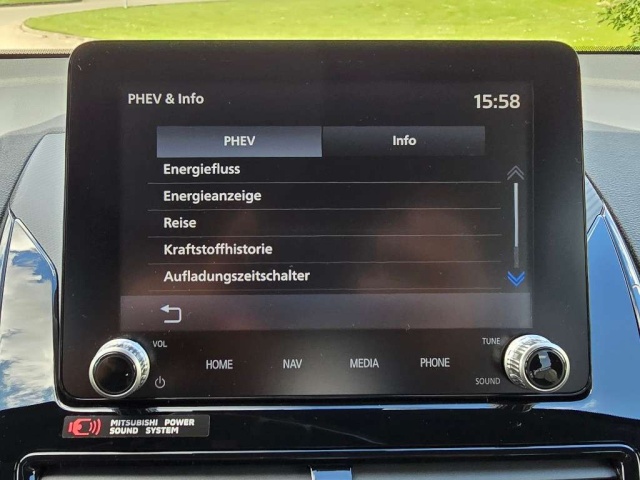 PHEV & Info 15:58
PHEV Info
Energiefluss
Energieanzeige
Reise
Kraftstoffhistorie
Aufladungszeitschalter
VOL TUNE
HOME NAV MEDIA PHONE
SOUND
MITSUBISHI POWER
SOUND SYSTEM